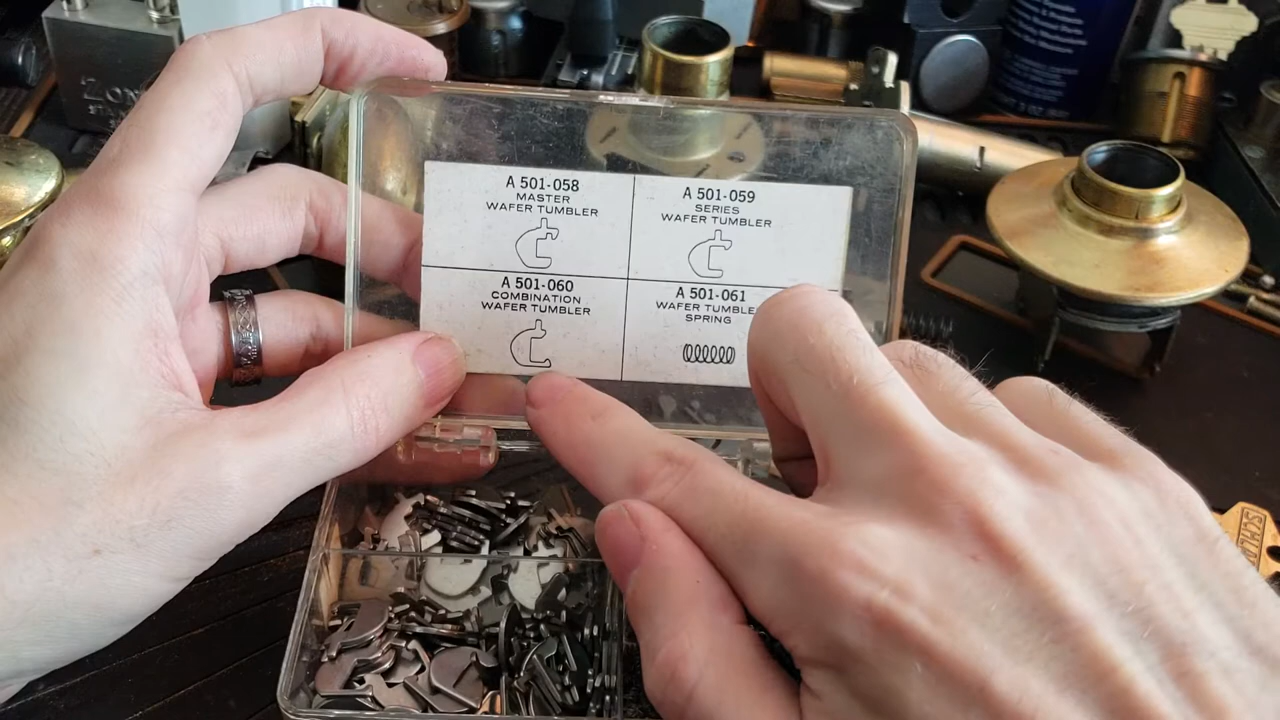 A 501-058
MASTER
WAFER TUMBLER
A 501-059
SERIES
WAFER TUMBLER
A 501-060
COMBINATION
WAFER TUMBLER
A 501-061
WAFER TUMBLE
SPRING
SCHL